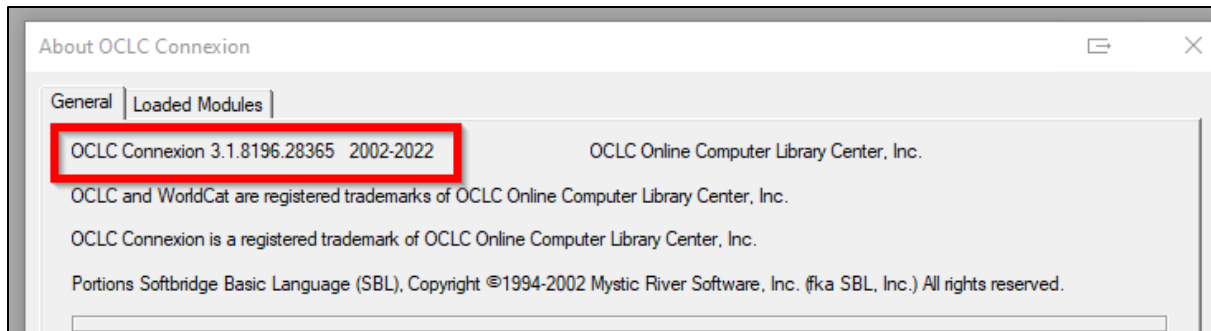 About OCLC Connexion
General Loaded Modules
OCLC Connexion 3.1.8196.28365 2002-2022 OCLC Online Computer Library Center, Inc.
OCLC and WorldCat are registered trademarks of OCLC Online Computer Library Center, Inc.
OCLC Connexion is a registered trademark of OCLC Online Computer Library Center, Inc.
Portions Softbridge Basic Language (SBL), Copyright ©1994-2002 Mystic River Software, Inc. (fka SBL, Inc.) All rights reserved.